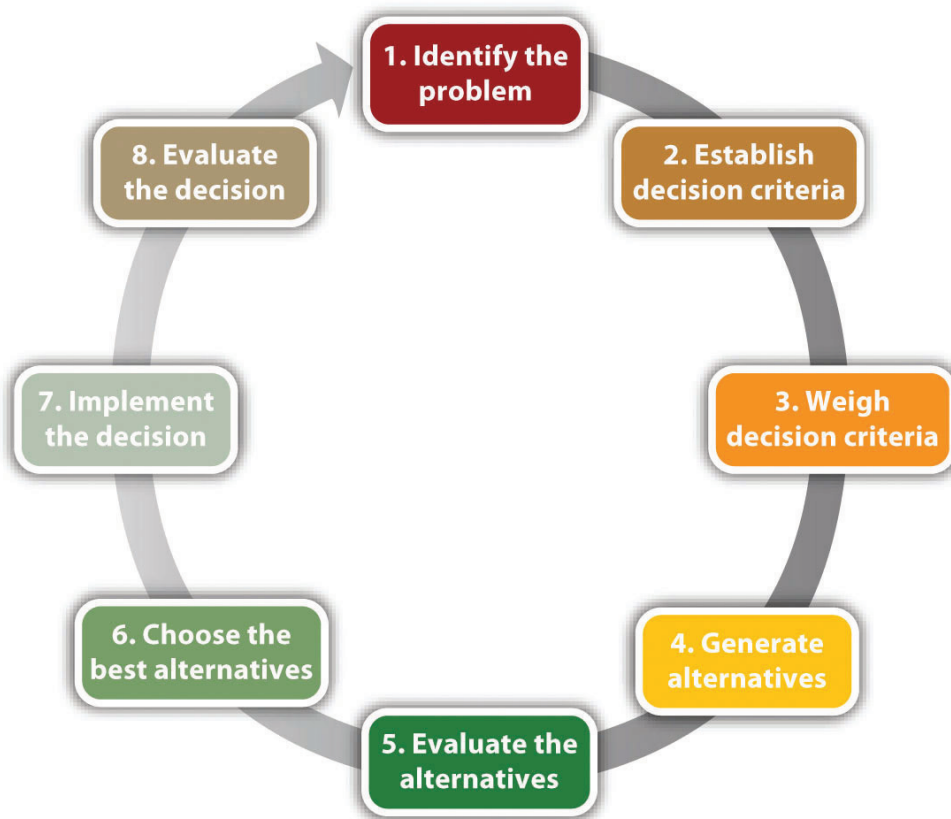 1. Identify the
problem
2. Establish
decision criteria
3. Weigh
decision criteria
4. Generate
alternatives
5. Evaluate the
alternatives
6. Choose the
best alternatives
7. Implement
the decision
8. Evaluate
the decision